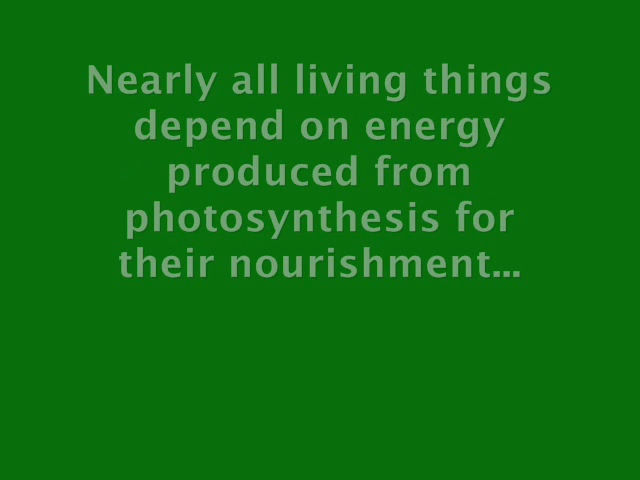 Nearly all living things
depend on energy
produced from
photosynthesis for
their nourishment...